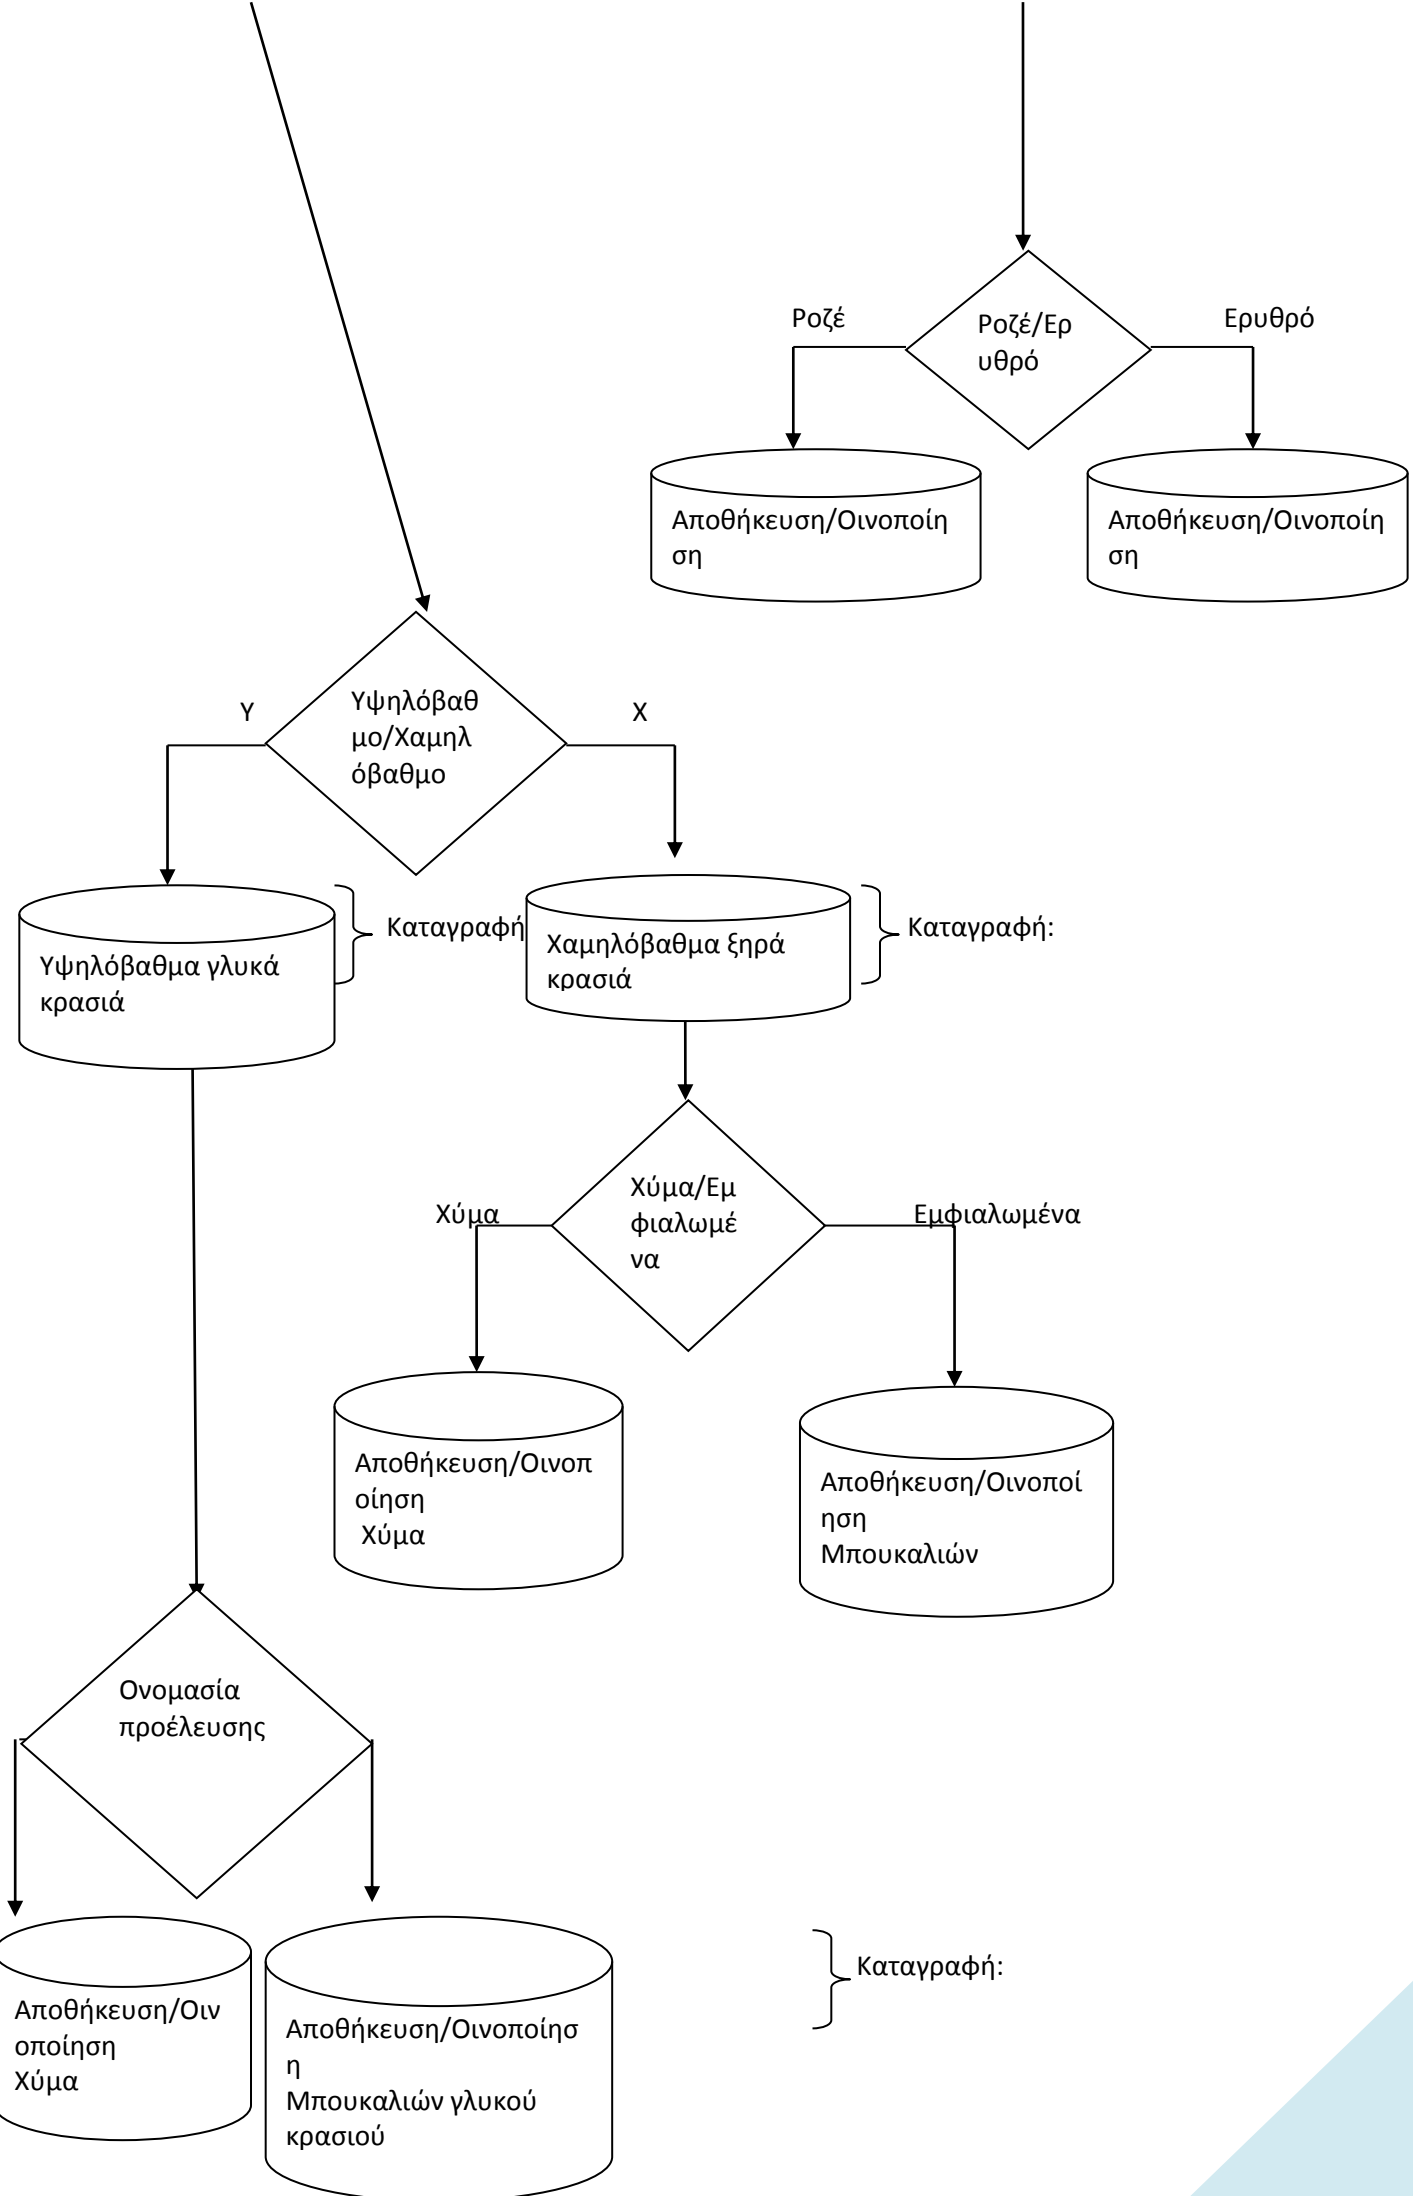 Ροζέ
Ροζέ/Ερ
υθρό
Ερυθρό
Αποθήκευση/Οινοποίη
ση
Αποθήκευση/Οινοποίη
ση
Υ
Υψηλόβαθ
μο/Χαμηλ
όβαθμο
Χ
Υψηλόβαθμα γλυκά
κρασιά
Καταγραφή
Χαμηλόβαθμα ξηρά
κρασιά
Καταγραφή:
Χύμα
Χύμα/Εμ
φιαλωμέ
να
Εμφιαλωμένα
Αποθήκευση/Οινοπ
οίηση
Χύμα
Αποθήκευση/Οινοποί
ηση
Μπουκαλιών
Ονομασία
προέλευσης
Αποθήκευση/Οιν
οποίηση
Χύμα
Αποθήκευση/Οινοποίησ
η
Μπουκαλιών γλυκού
κρασιού
Καταγραφή: